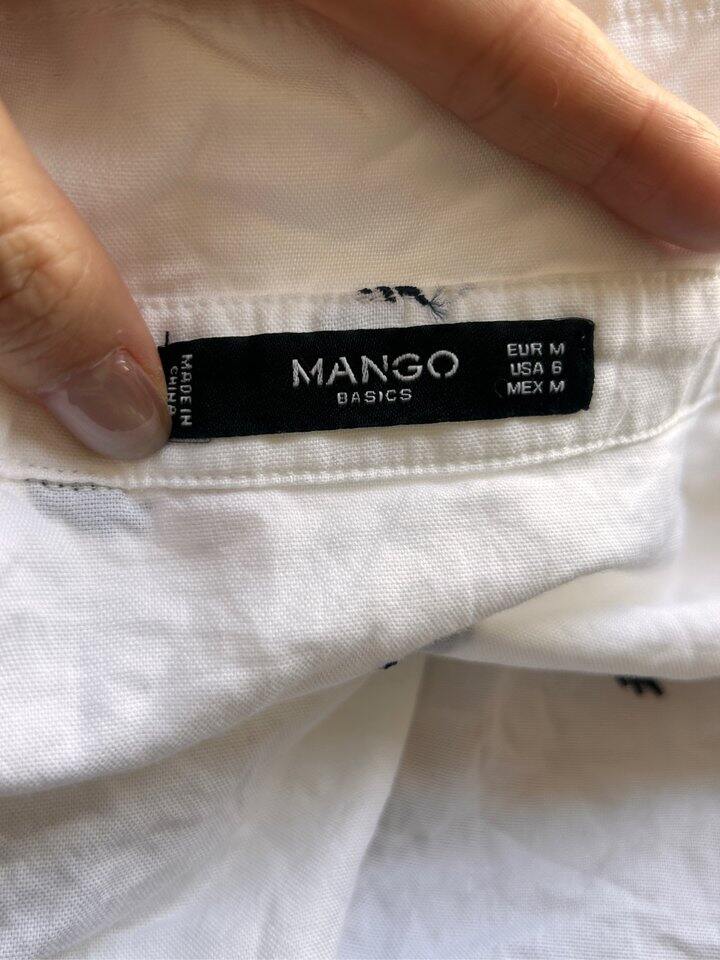 MANGO
BASICS
EUR M
USA 6
MEX M
MADE IN
CHINA